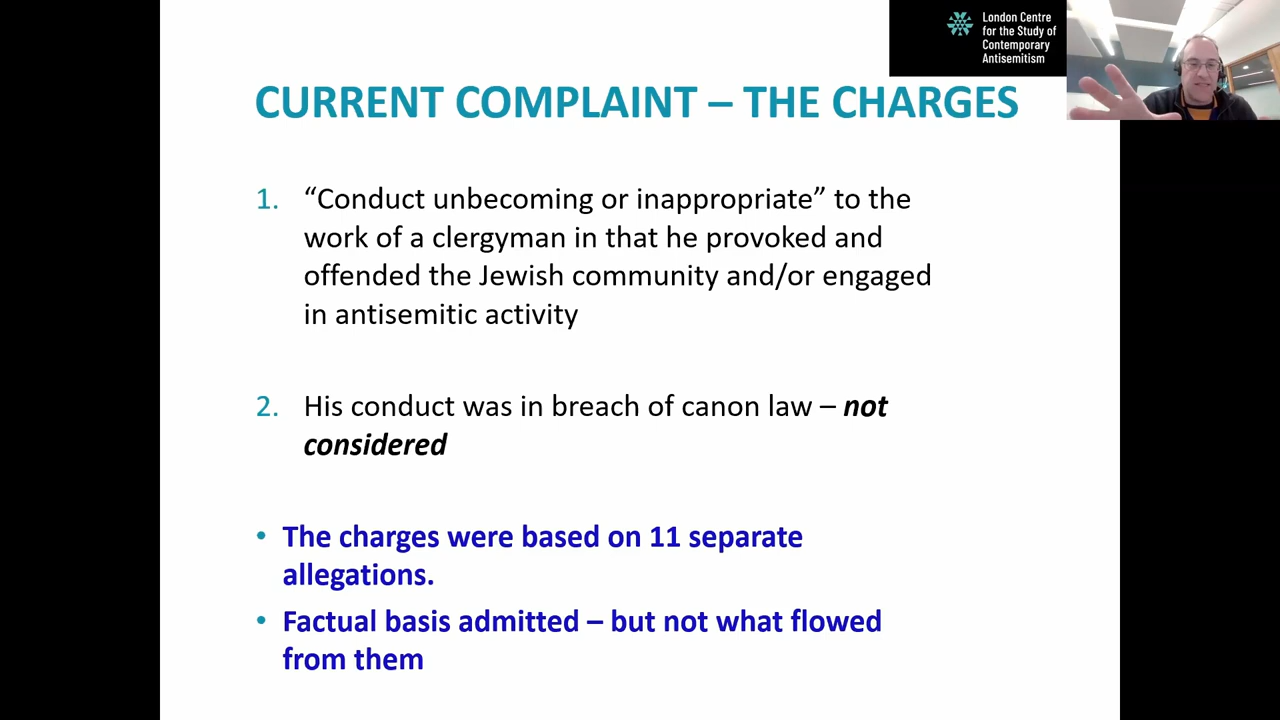 London Centre
for the Study of
Contemporary
Antisemitism
CURRENT COMPLAINT – THE CHARGES
1. “Conduct unbecoming or inappropriate” to the
work of a clergyman in that he provoked and
offended the Jewish community and/or engaged
in antisemitic activity
2. His conduct was in breach of canon law – not
considered
• The charges were based on 11 separate
allegations.
• Factual basis admitted – but not what flowed
from them